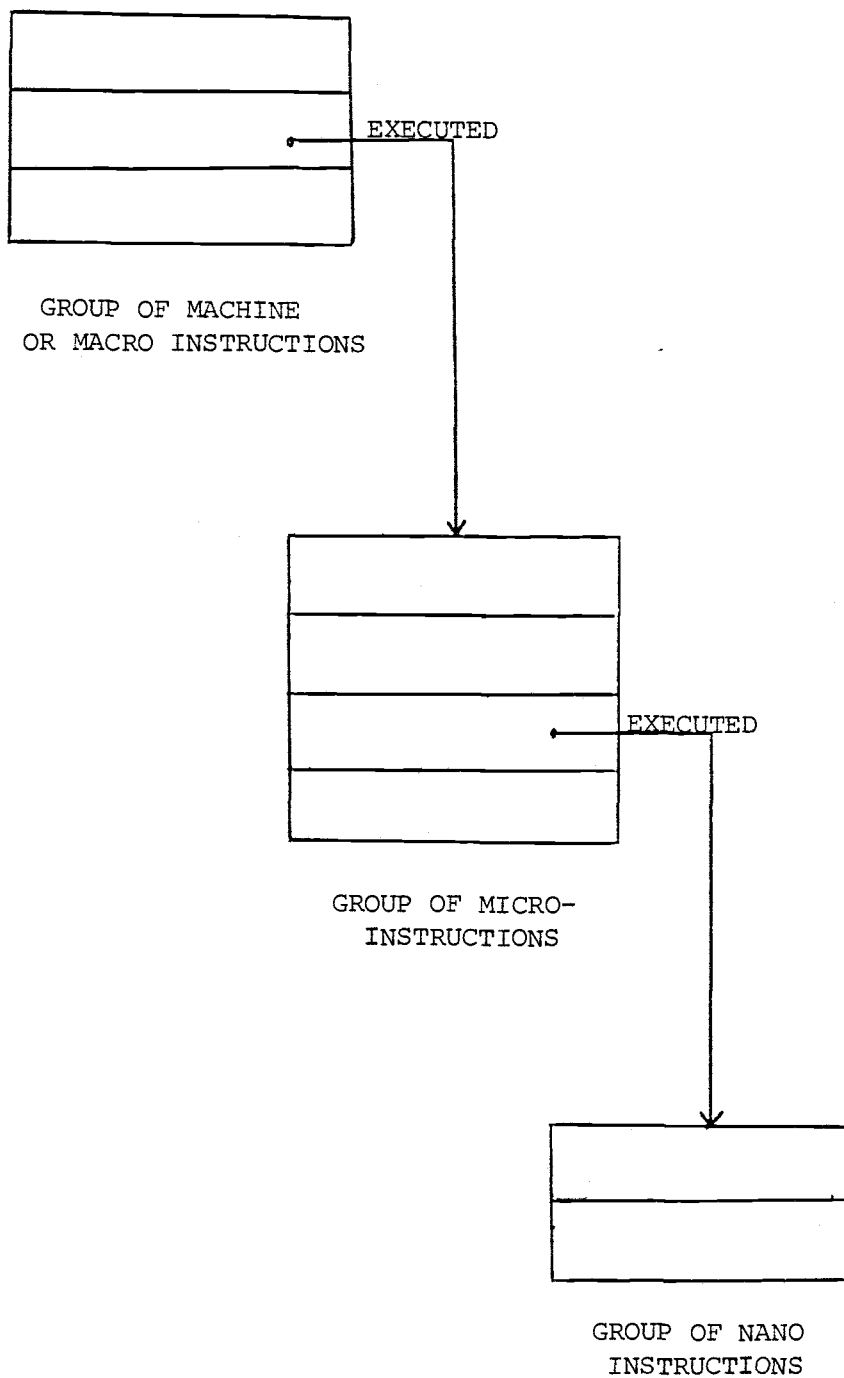 EXECUTED
GROUP OF MACHINE
OR MACRO INSTRUCTIONS
EXECUTED
GROUP OF MICRO-
INSTRUCTIONS
GROUP OF NANO
INSTRUCTIONS